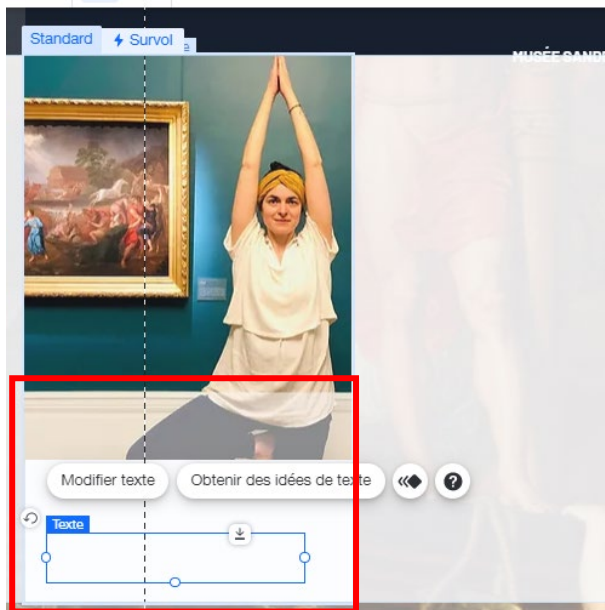 Standard
Survol
MUSÉE SAND
Modifier texte
Obtenir des idées de texte
?
Texte